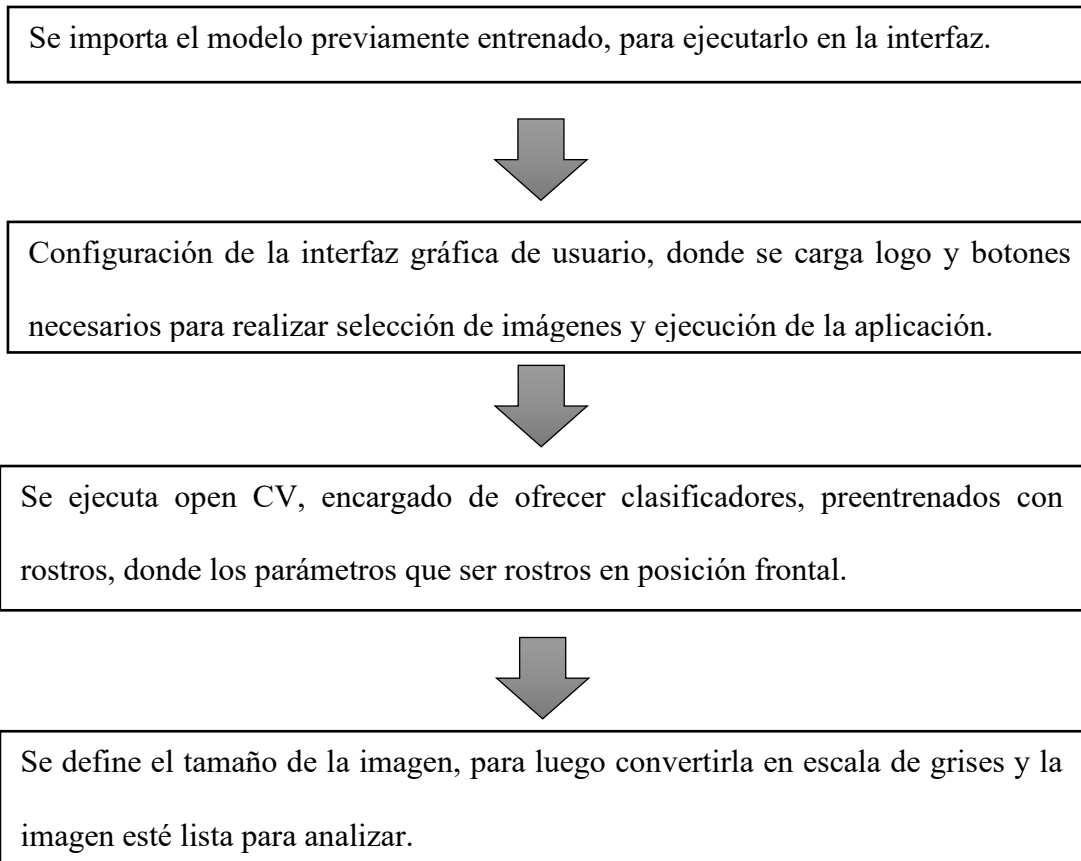 Se importa el modelo previamente entrenado, para ejecutarlo en la interfaz.
Configuración de la interfaz gráfica de usuario, donde se carga logo y botones
necesarios para realizar selección de imágenes y ejecución de la aplicación.
Se ejecuta open CV, encargado de ofrecer clasificadores, preentrenados con
rostros, donde los parámetros que ser rostros en posición frontal.
Se define el tamaño de la imagen, para luego convertirla en escala de grises y la
imagen esté lista para analizar.